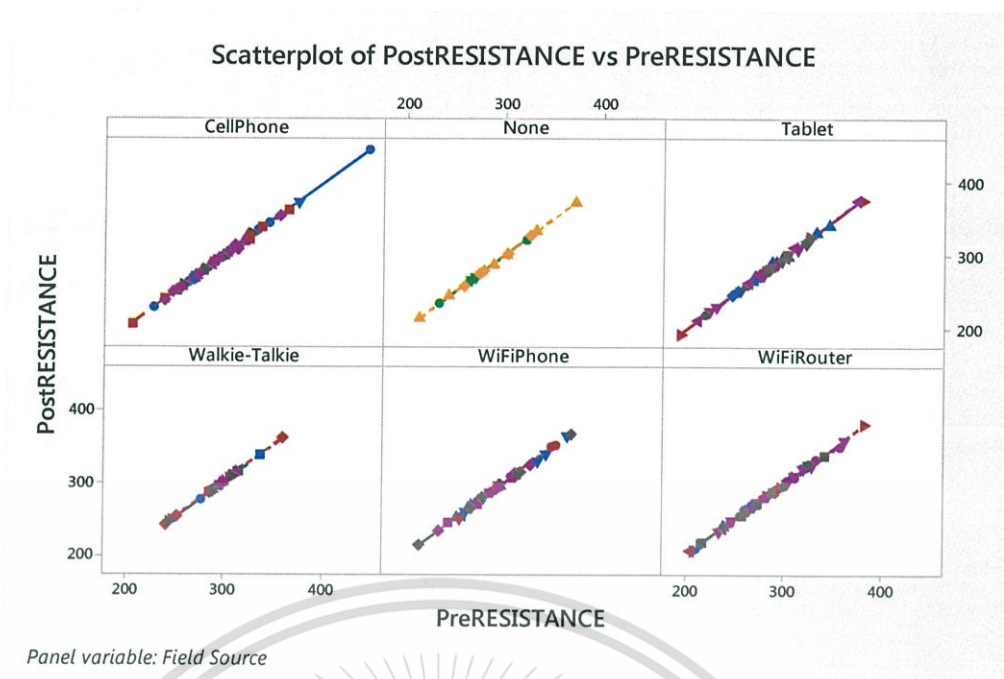 Scatterplot of PostRESISTANCE vs PreRESISTANCE
200 300 400
CellPhone None Tablet
400
300
200
PostRESISTANCE
Walkie-Talkie WiFiPhone WiFiRouter
400
300
200
200 300 400 200 300 400
PreRESISTANCE
Panel variable: Field Source